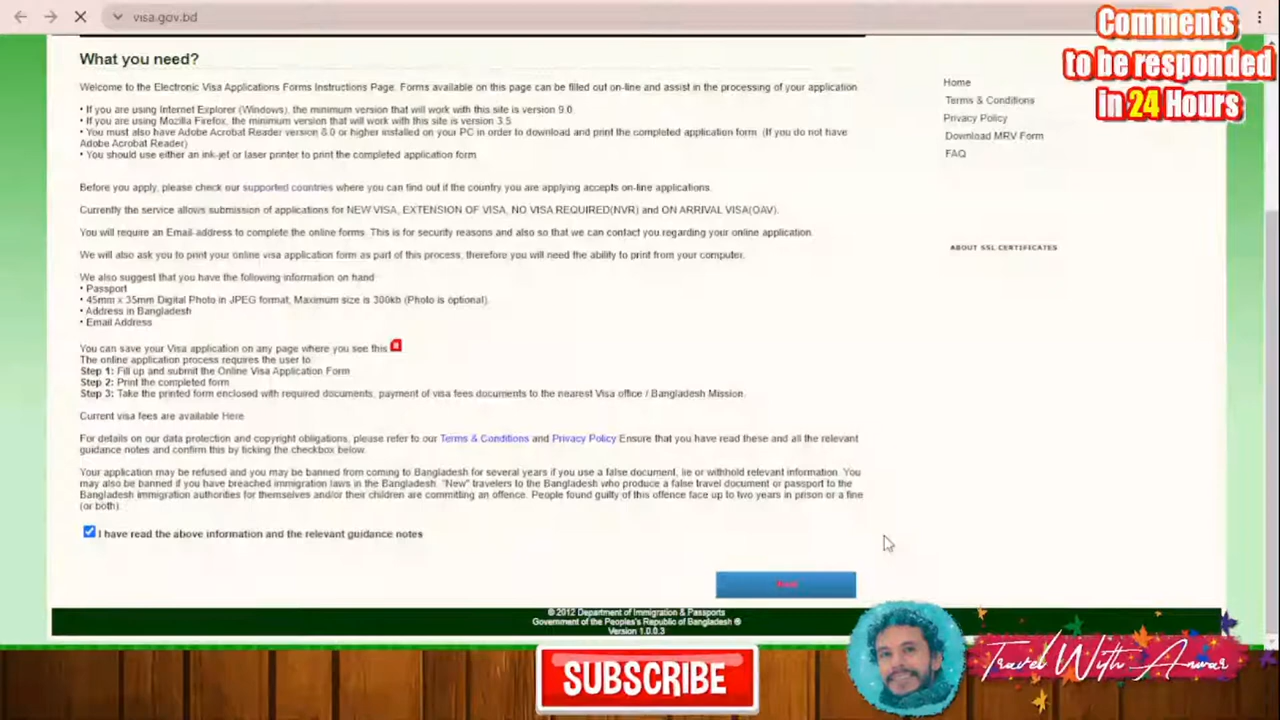 visa.gov.bd
Comments
to be responded
in 24 Hours
What you need?
Welcome to the Electronic Visa Applications Forms Instructions Page. Forms available on this page can be filled out on-line and assist in the processing of your application
• If you are using Internet Explorer (Windows), the minimum version that will work with this site is version 9.0.
• If you are using Mozilla Firefox, the minimum version that will work with this site is version 3.5
• You must also have Adobe Acrobat Reader version 8.0 or higher installed on your PC in order to download and print the completed application form. (If you do not have
Adobe Acrobat Reader)
• You should use either an ink-jet or laser printer to print the completed application form
Before you apply, please check our supported countries where you can find out if the country you are applying accepts on-line applications.
Currently the service allows submission of applications for NEW VISA, EXTENSION OF VISA, NO VISA REQUIRED(NVR) and ON ARRIVAL VISA(OAV).
You will require an Email-address to complete the online forms. This is for security reasons and also so that we can contact you regarding your online application.
We will also ask you to print your online visa application form as part of this process, therefore you will need the ability to print from your computer.
We also suggest that you have the following information on hand
• Passport
• 45mm x 35mm Digital Photo in JPEG format, Maximum size is 300kb (Photo is optional).
• Address in Bangladesh
• Email Address
You can save your Visa application on any page where you see this
The online application process requires the user to
Step 1: Fill up and submit the Online Visa Application Form
Step 2: Print the completed form
Step 3: Take the printed form enclosed with required documents, payment of visa fees documents to the nearest Visa office / Bangladesh Mission.
Current visa fees are available Here
For details on our data protection and copyright obligations, please refer to our Terms & Conditions and Privacy Policy Ensure that you have read these and all the relevant
guidance notes and confirm this by ticking the checkbox below.
Your application may be refused and you may be banned from coming to Bangladesh for several years if you use a false document, lie or withhold relevant information. You
may also be banned if you have breached immigration laws in the Bangladesh. "New" travelers to the Bangladesh who produce a false travel document or passport to the
Bangladesh immigration authorities for themselves and/or their children are committing an offence. People found guilty of this offence face up to two years in prison or a fine
(or both).
I have read the above information and the relevant guidance notes
Home
Terms & Conditions
Privacy Policy
Download MRV Form
FAQ
ABOUT SSL CERTIFICATES
© 2012 Department of Immigration & Passports
Government of the Peoples's Republic of Bangladesh ®
Version 1.0.0.3
SUBSCRIBE
Travel With Anwar